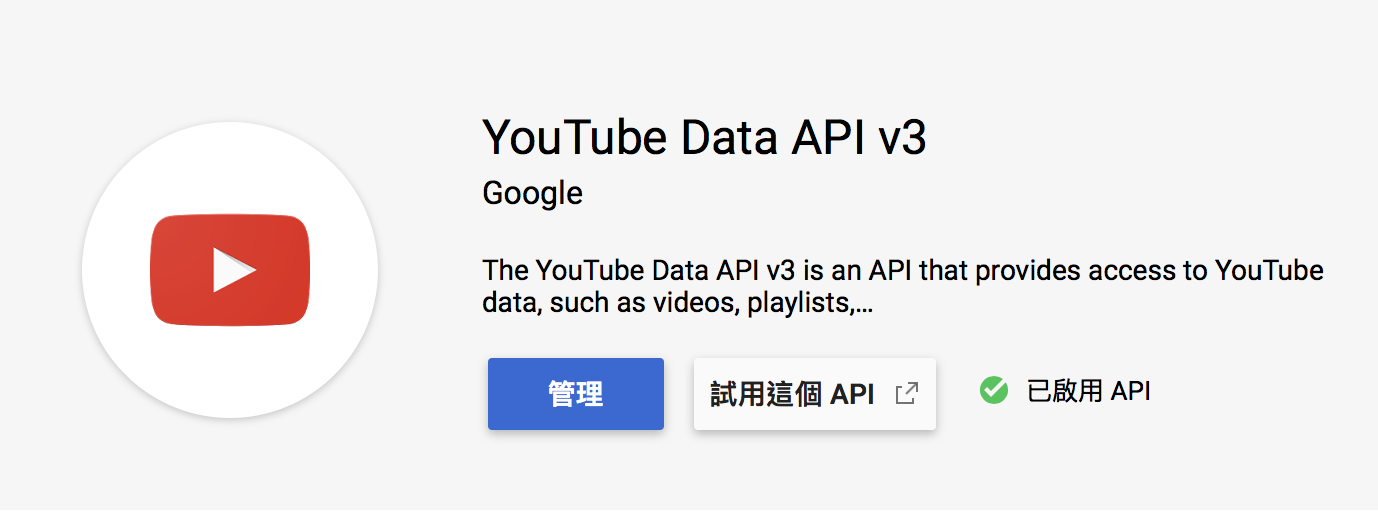 YouTube Data API v3
Google
The YouTube Data API v3 is an API that provides access to YouTube
data, such as videos, playlists,...
管理
試用這個 API
已啟用 API